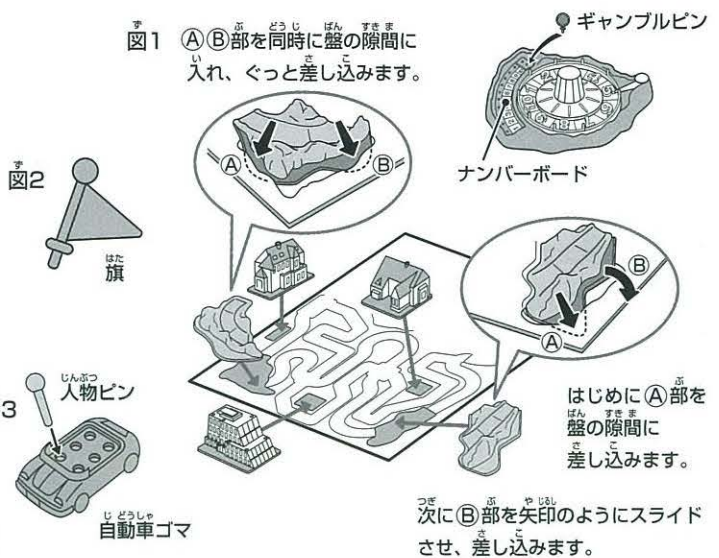 図1 ⒶⒷ部を同時に盤の隙間に
入れ、ぐっと差し込みます。
ギャンブルピン
ナンバーボード
Ⓐ
Ⓑ
図2
旗
Ⓑ
Ⓐ
3
人物ピン
自動車ゴマ
はじめにⒶ部を
盤の隙間に
差し込みます。
次にⒷ部を矢印のようにスライド
させ、差し込みます。